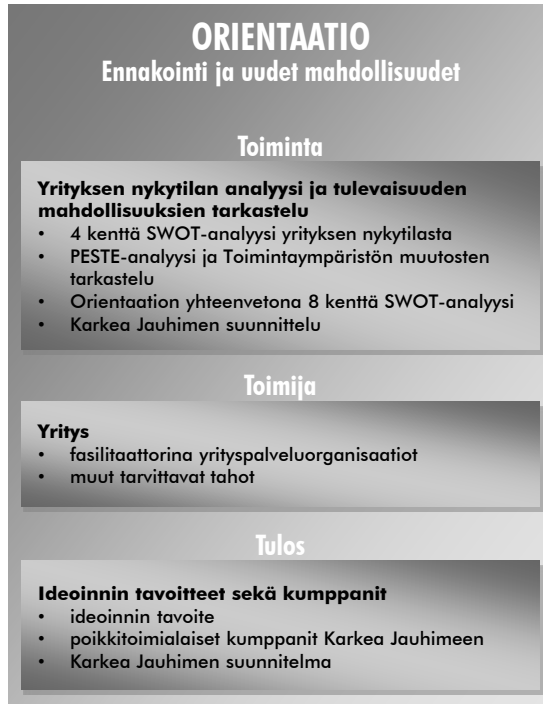 ORIENTAATIO
Ennakointi ja uudet mahdollisuudet
Toiminta
Yrityksen nykytilan analyysi ja tulevaisuuden
mahdollisuuksien tarkastelu
• 4 kenttä SWOT-analyysi yrityksen nykytilasta
• PESTE-analyysi ja Toimintaympäristön muutosten
tarkastelu
• Orientaation yhteenvetona 8 kenttä SWOT-analyysi
• Karkea Jauhimen suunnittelu
Toimija
Yritys
• fasilitaattorina yrityspalveluorganisaatiot
• muut tarvittavat tahot
Tulos
Ideoinnin tavoitteet sekä kumppanit
• ideoinnin tavoite
• poikkitoimialaiset kumppanit Karkea Jauhimeen
• Karkea Jauhimen suunnitelma